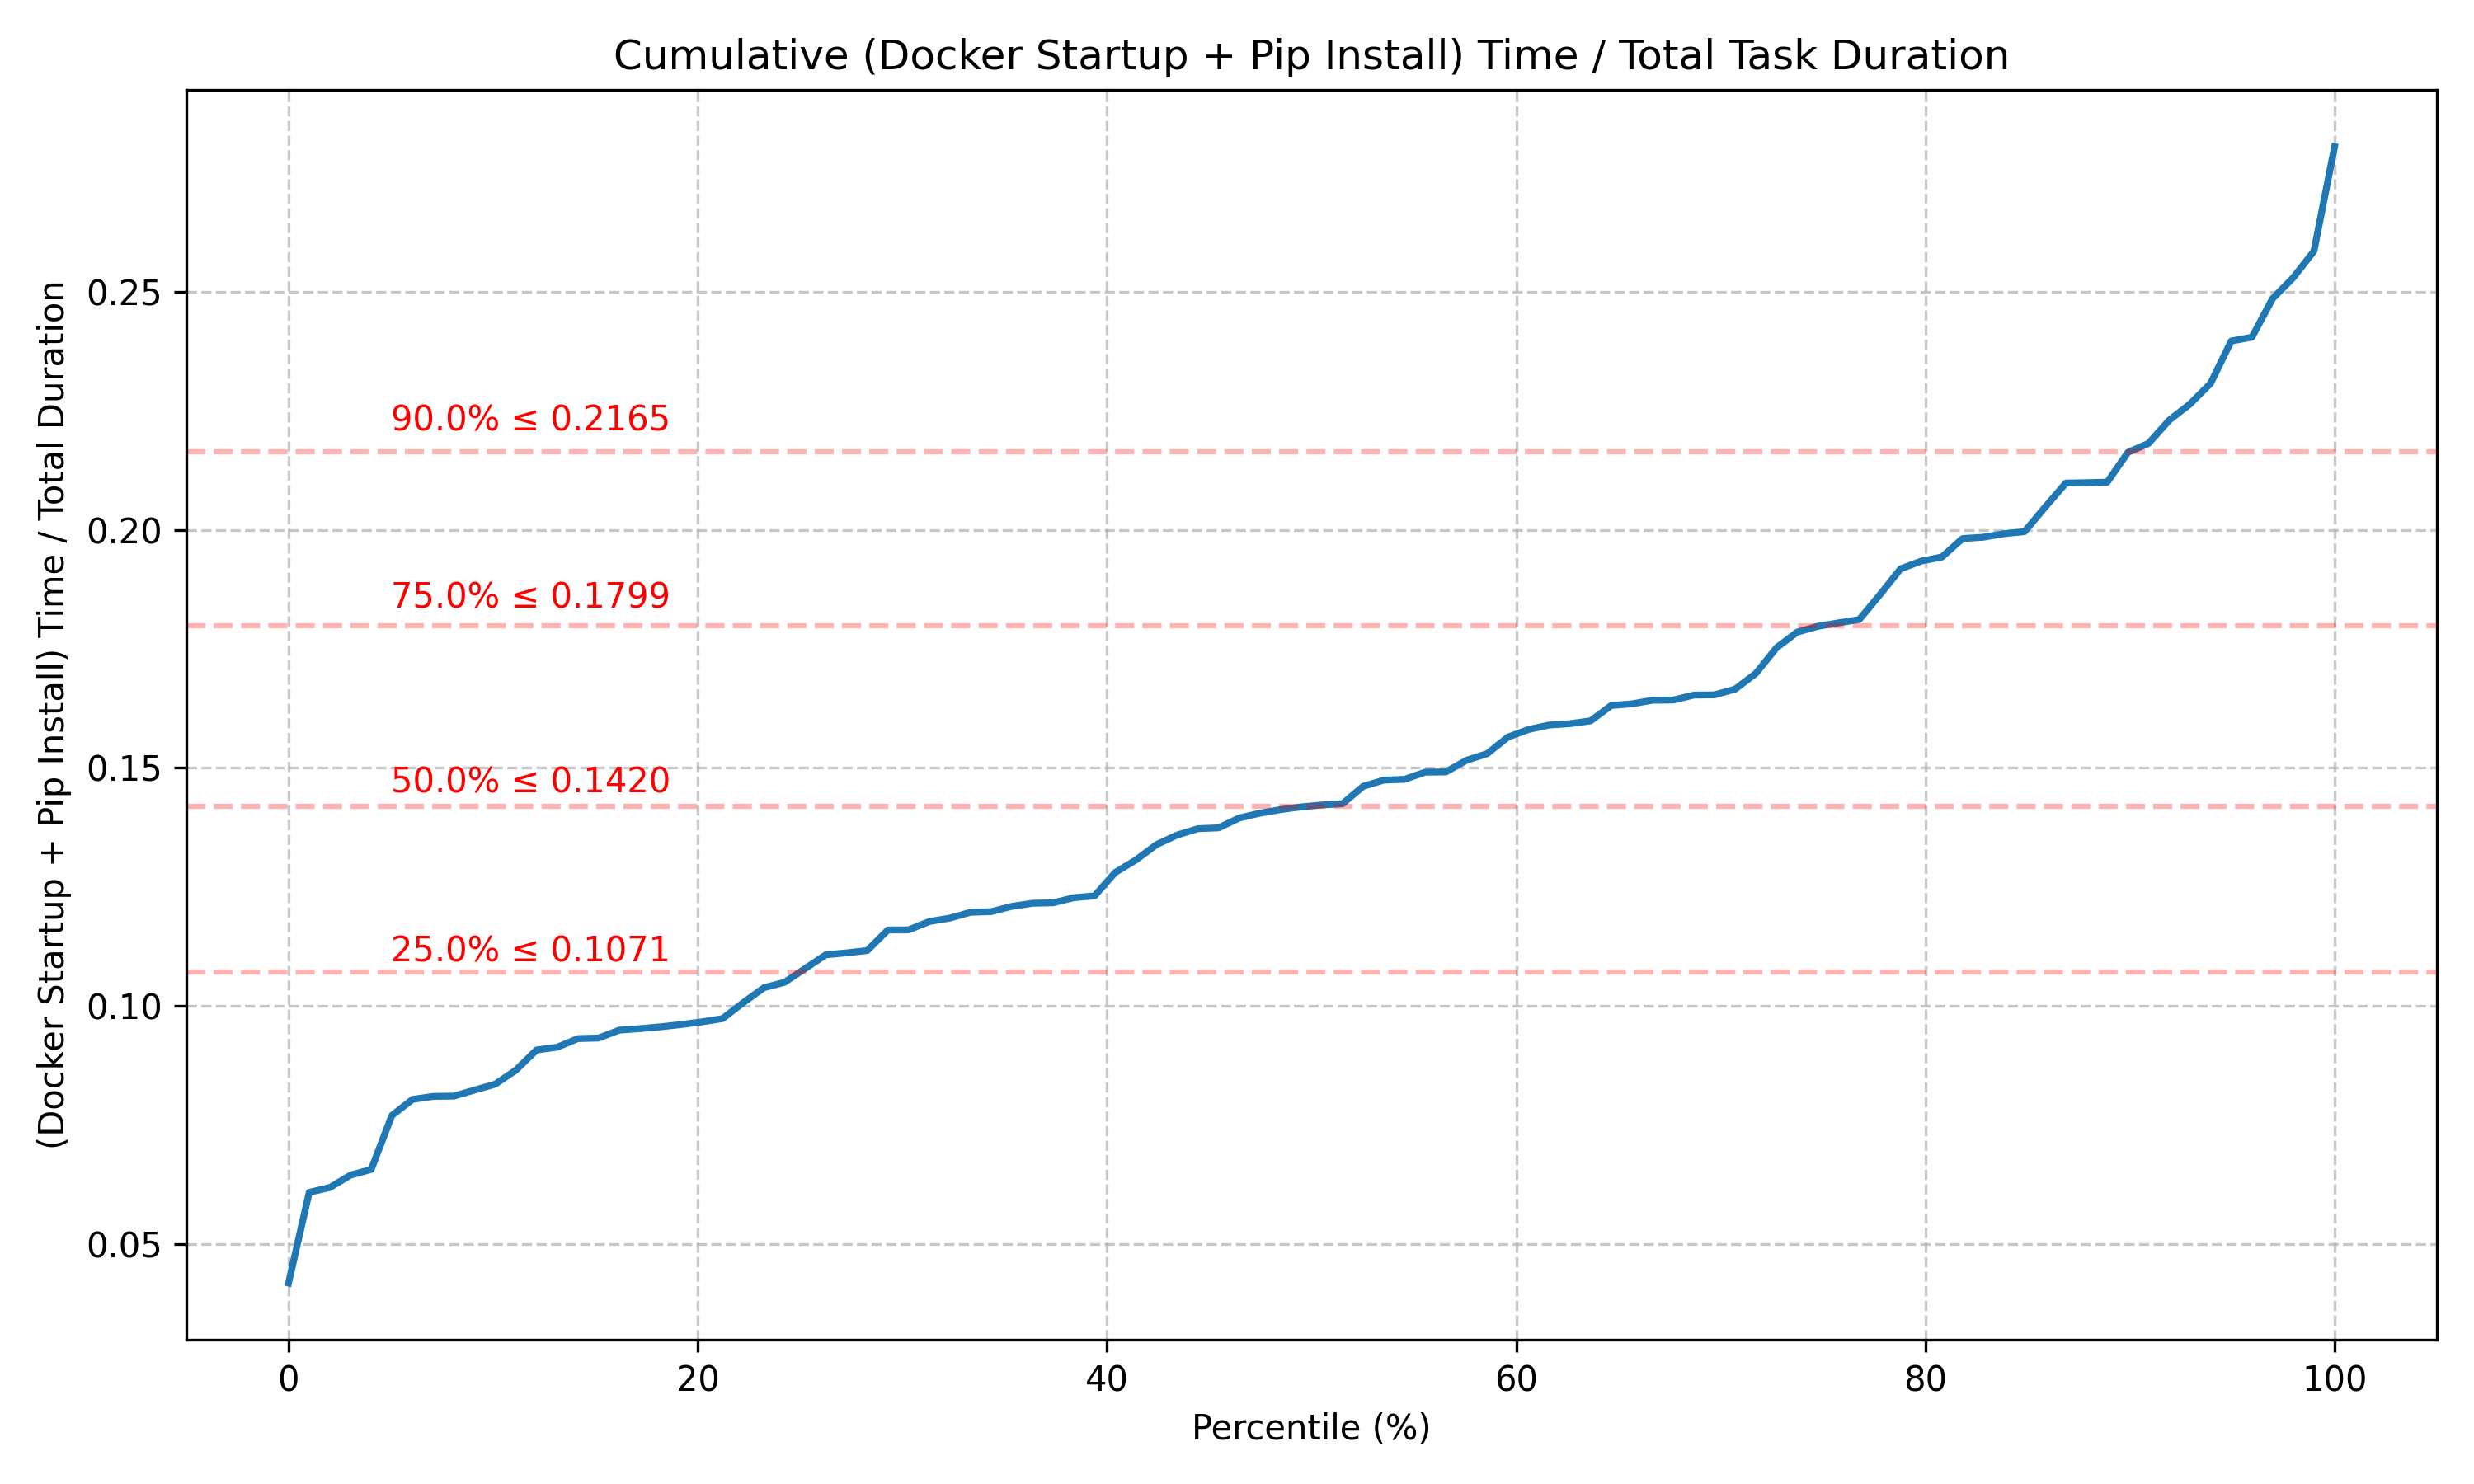 Cumulative (Docker Startup + Pip Install) Time / Total Task Duration
(Docker Startup + Pip Install) Time / Total Duration
0.25
0.20
0.15
0.10
0.05
90.0% ≤ 0.2165
75.0% ≤ 0.1799
50.0% ≤ 0.1420
25.0% ≤ 0.1071
0 20 40 60 80 100
Percentile (%)